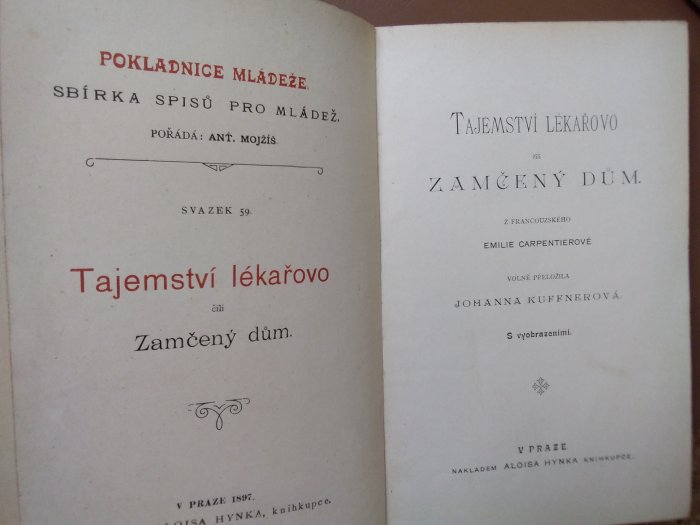 POKLADNICE MLÁDEŽE.
SBÍRKA SPISŮ PRO MLÁDEŽ.
POŘÁDÁ: ANT. MOJŽÍŠ.
SVAZEK 59.
Tajemství lékařovo
čili
Zamčený dům.
V PRAZE 1897.
ALOISA HYNKA, knihkupce.
TAJEMSTVÍ LÉKAŘOVO
ZAMČENÝ DŮM.
Z FRANCOUZSKÉHO
EMILIE CARPENTIEROVÉ
VOLNĚ PŘELOŽILA
JOHANNA KUFFNEROVÁ.
S vyobrazeními.
V PRAZE
NAKLADEM ALOISA HYNKA KNIHKUPCE.